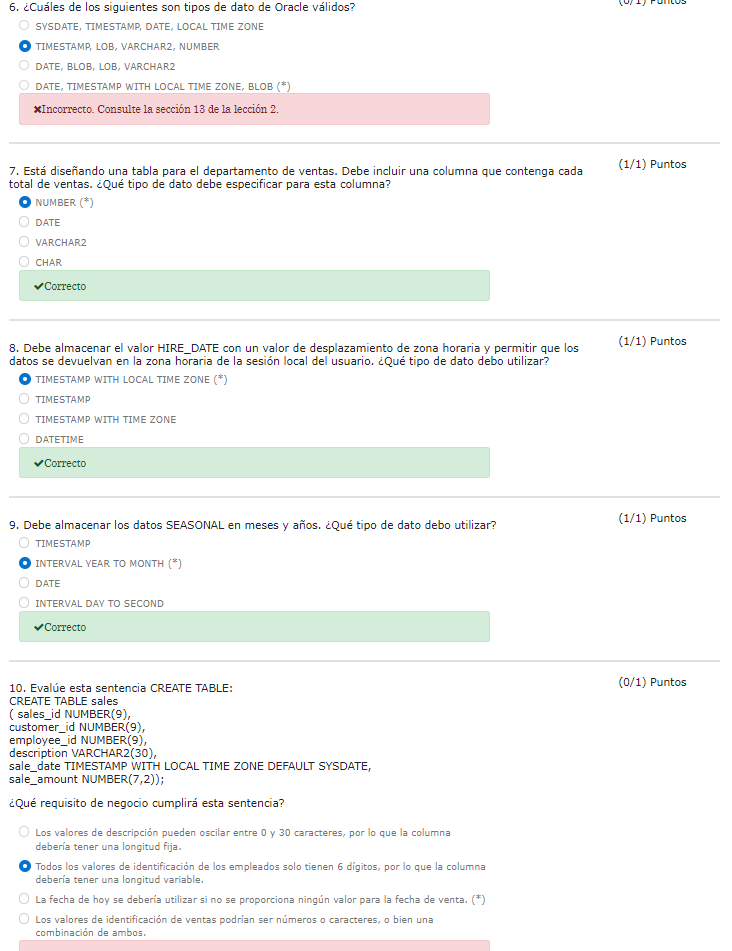 6. ¿Cuáles de los siguientes son tipos de dato de Oracle válidos?
(0/1) Puntos
SYSDATE, TIMESTAMP, DATE, LOCAL TIME ZONE
TIMESTAMP, LOB, VARCHAR2, NUMBER
DATE, BLOB, LOB, VARCHAR2
DATE, TIMESTAMP WITH LOCAL TIME ZONE, BLOB (*)
✖Incorrecto. Consulte la sección 13 de la lección 2.
7. Está diseñando una tabla para el departamento de ventas. Debe incluir una columna que contenga cada
total de ventas. ¿Qué tipo de dato debe especificar para esta columna?
(1/1) Puntos
NUMBER (*)
DATE
VARCHAR2
CHAR
✔Correcto
8. Debe almacenar el valor HIRE_DATE con un valor de desplazamiento de zona horaria y permitir que los
datos se devuelvan en la zona horaria de la sesión local del usuario. ¿Qué tipo de dato debo utilizar?
(1/1) Puntos
TIMESTAMP WITH LOCAL TIME ZONE (*)
TIMESTAMP
TIMESTAMP WITH TIME ZONE
DATETIME
✔Correcto
9. Debe almacenar los datos SEASONAL en meses y años. ¿Qué tipo de dato debo utilizar?
(1/1) Puntos
TIMESTAMP
INTERVAL YEAR TO MONTH (*)
DATE
INTERVAL DAY TO SECOND
✔Correcto
10. Evalúe esta sentencia CREATE TABLE:
(0/1) Puntos
CREATE TABLE sales
( sales_id NUMBER(9),
customer_id NUMBER(9),
employee_id NUMBER(9),
description VARCHAR2(30),
sale_date TIMESTAMP WITH LOCAL TIME ZONE DEFAULT SYSDATE,
sale_amount NUMBER(7,2));
¿Qué requisito de negocio cumplirá esta sentencia?
Los valores de descripción pueden oscilar entre 0 y 30 caracteres, por lo que la columna
debería tener una longitud fija.
Todos los valores de identificación de los empleados solo tienen 6 dígitos, por lo que la columna
debería tener una longitud variable.
La fecha de hoy se debería utilizar si no se proporciona ningún valor para la fecha de venta. (*)
Los valores de identificación de ventas podrían ser números o caracteres, o bien una
combinación de ambos.